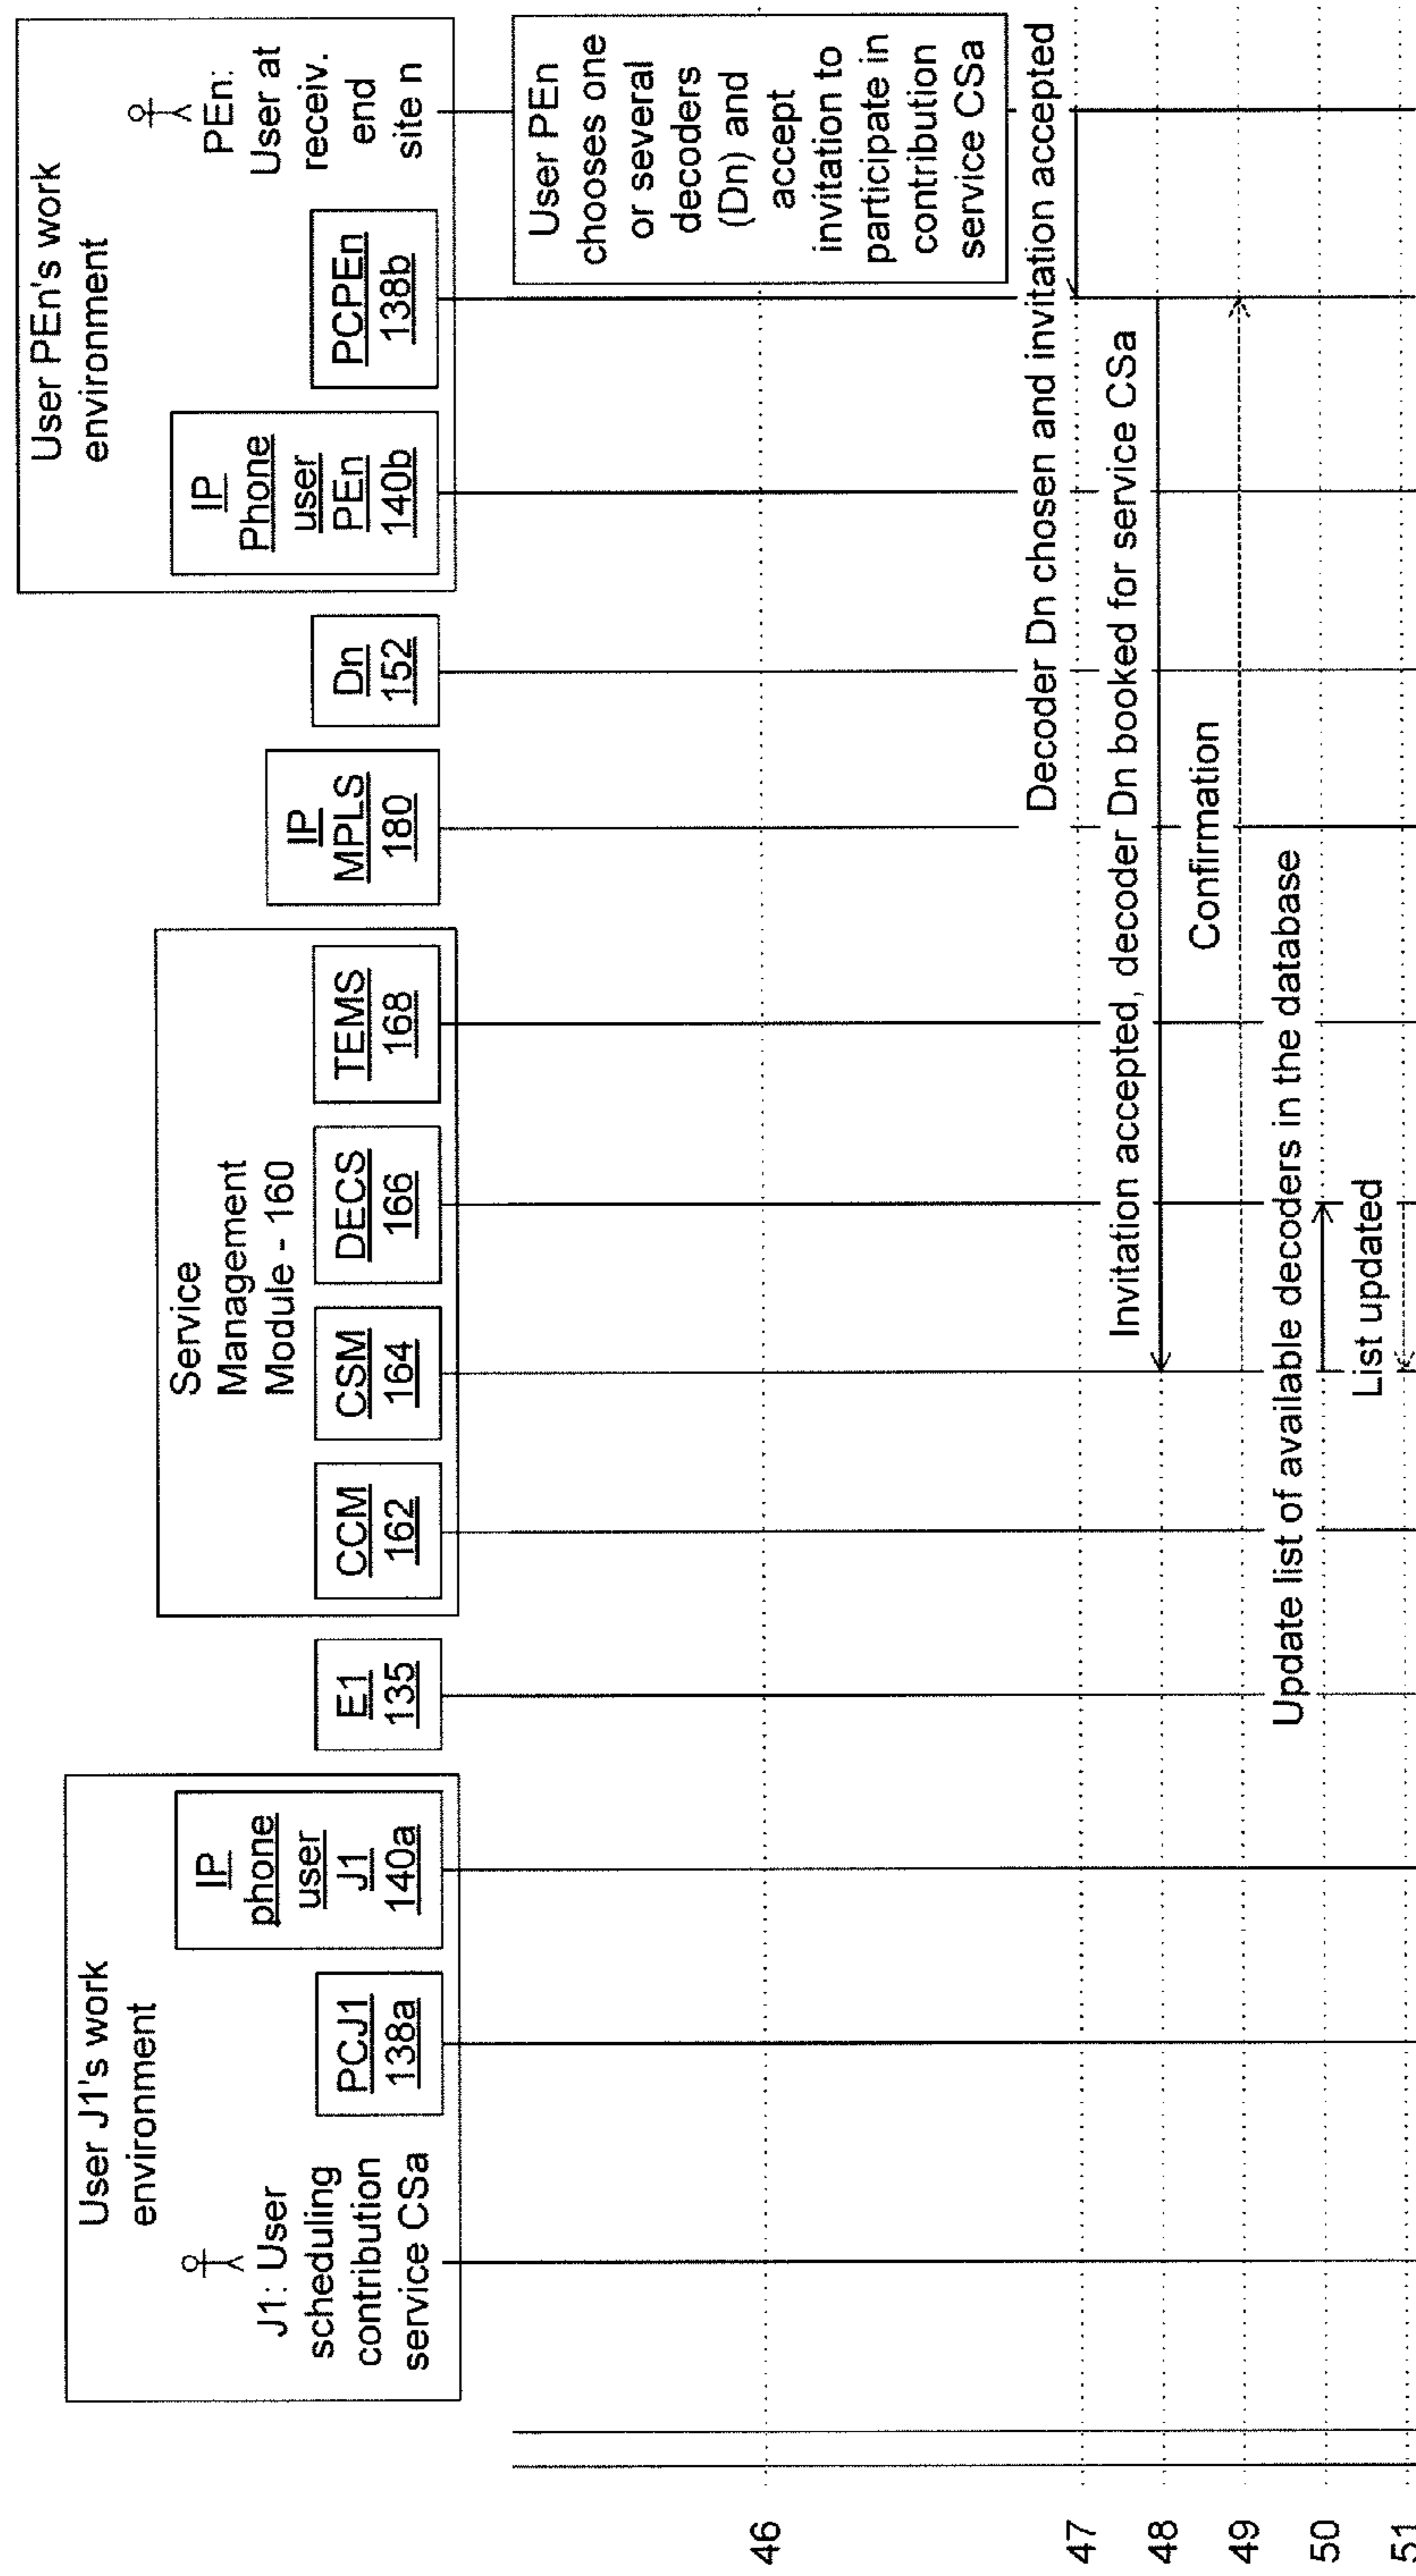 User J1's work
environment
J1: User
scheduling
contribution
service CSa
PCJ1
138a
IP
phone
user
J1
140a
E1
135
Service
Management
Module - 160
CCM
162
CSM
164
DECS
166
TEMS
168
IP
MPLS
180
Dn
152
User PEn's work
environment
IP
Phone
user
PEn
140b
PCPEn
138b
PEn:
User at
receiv.
end
site n
46
User PEn
chooses one
or several
decoders
(Dn) and
accept
invitation to
participate in
contribution
service CSa
47
Decoder Dn chosen and invitation accepted
48
Invitation accepted, decoder Dn booked for service CSa
49
Confirmation
50
Update list of available decoders in the database
51
List updated